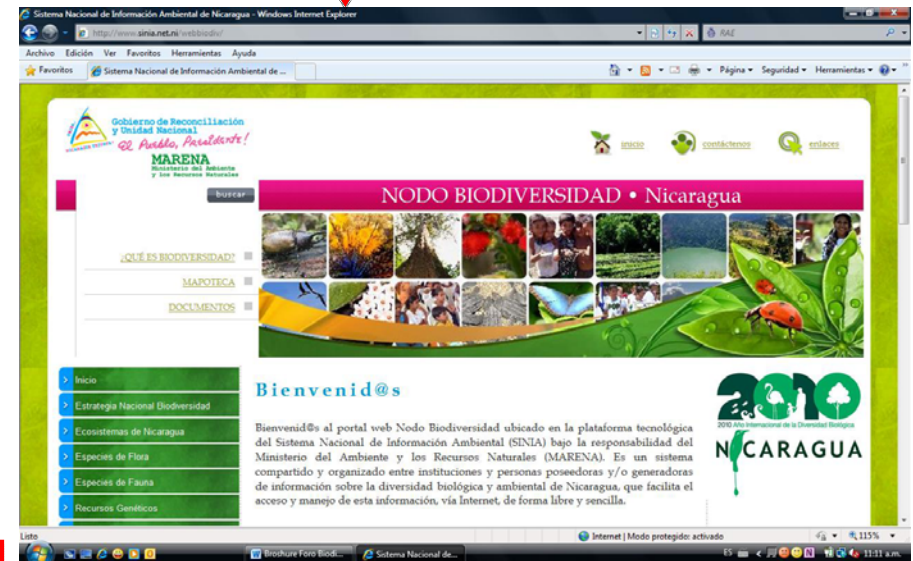 Sistema Nacional de Información Ambiental de Nicaragua - Windows Internet Explorer
http://www.sinia.net.ni/webbiodiv/
RAE
Archivo Edición Ver Favoritos Herramientas Ayuda
Favoritos Sistema Nacional de Información Ambiental de ...
Página Seguridad Herramientas
Gobierno de Reconciliación
y Unidad Nacional
El Pueblo, Presidente!
MARENA
Ministerio del Ambiente
y los Recursos Naturales
inicio contáctenos enlaces
buscar
NODO BIODIVERSIDAD • Nicaragua
¿QUÉ ES BIODIVERSIDAD?
MAPOTECA
DOCUMENTOS
Inicio
Estrategia Nacional Biodiversidad
Ecosistemas de Nicaragua
Especies de Flora
Especies de Fauna
Recursos Genéticos
Bienvenid@s
Bienvenid@s al portal web Nodo Biodiversidad ubicado en la plataforma tecnológica
del Sistema Nacional de Información Ambiental (SINIA) bajo la responsabilidad del
Ministerio del Ambiente y los Recursos Naturales (MARENA). Es un sistema
compartido y organizado entre instituciones y personas poseedoras y/o generadoras
de información sobre la diversidad biológica y ambiental de Nicaragua, que facilita el
acceso y manejo de esta información, vía Internet, de forma libre y sencilla.
2010
2010 Año Internacional de la Diversidad Biológica
NICARAGUA
Listo
Internet | Modo protegido: activado
115%
Broshure Foro Biodi... Sistema Nacional de...
ES
11:11 a.m.